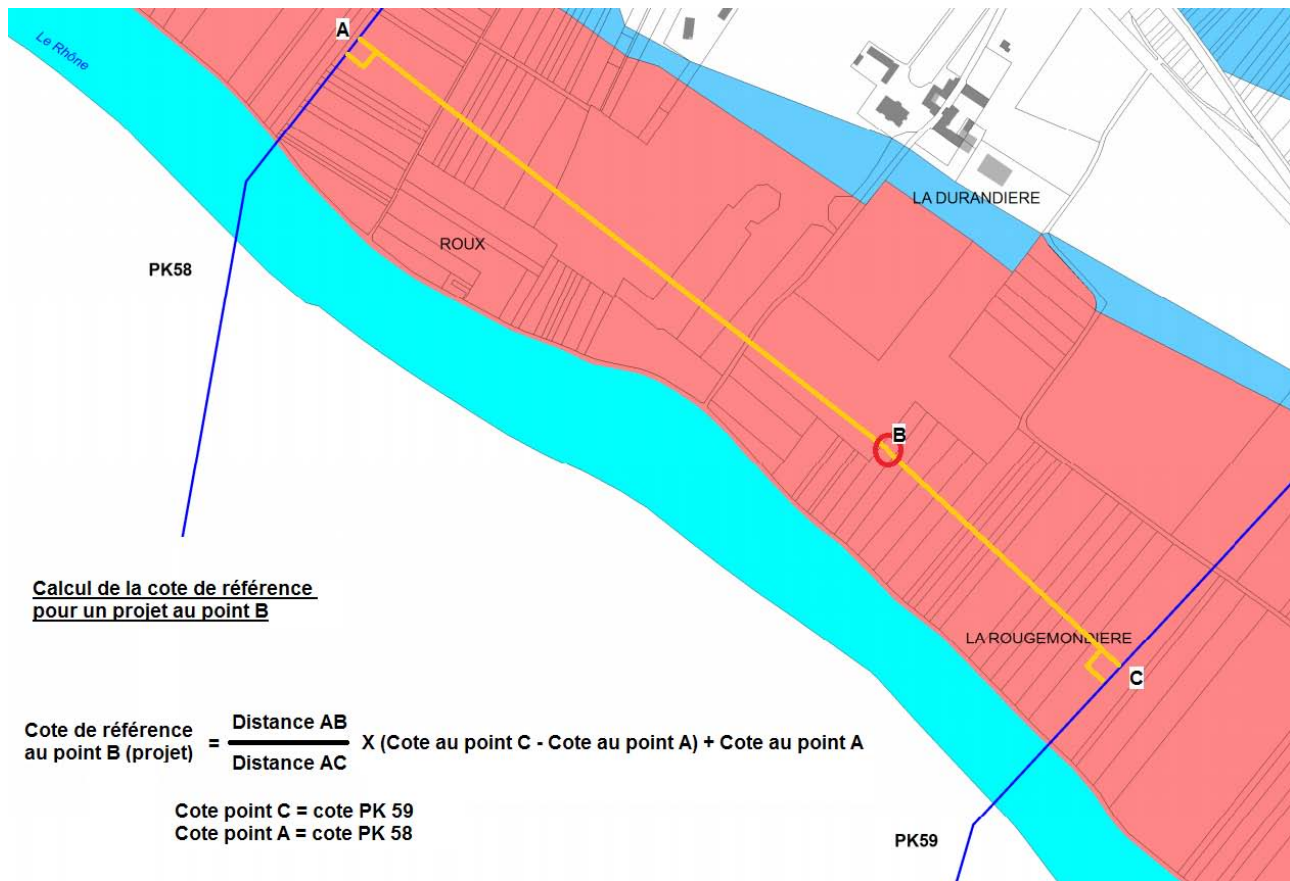 A
Le Rhône
LA DURANDIERE
ROUX
PK58
B
Calcul de la cote de référence
pour un projet au point B
LA ROUGEMONDIERE
C
Cote de référence
au point B (projet) = Distance AB
Distance AC
X (Cote au point C - Cote au point A) + Cote au point A
Cote point C = cote PK 59
Cote point A = cote PK 58
PK59